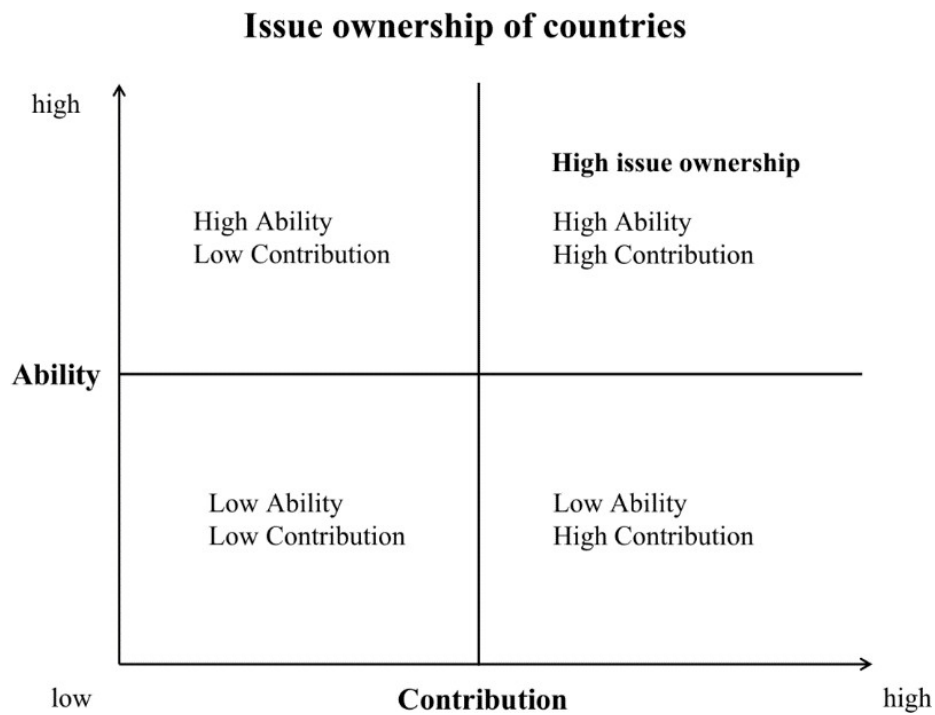 Issue ownership of countries
high
High issue ownership
High Ability
Low Contribution
High Ability
High Contribution
Ability
Low Ability
Low Contribution
Low Ability
High Contribution
low
Contribution
high